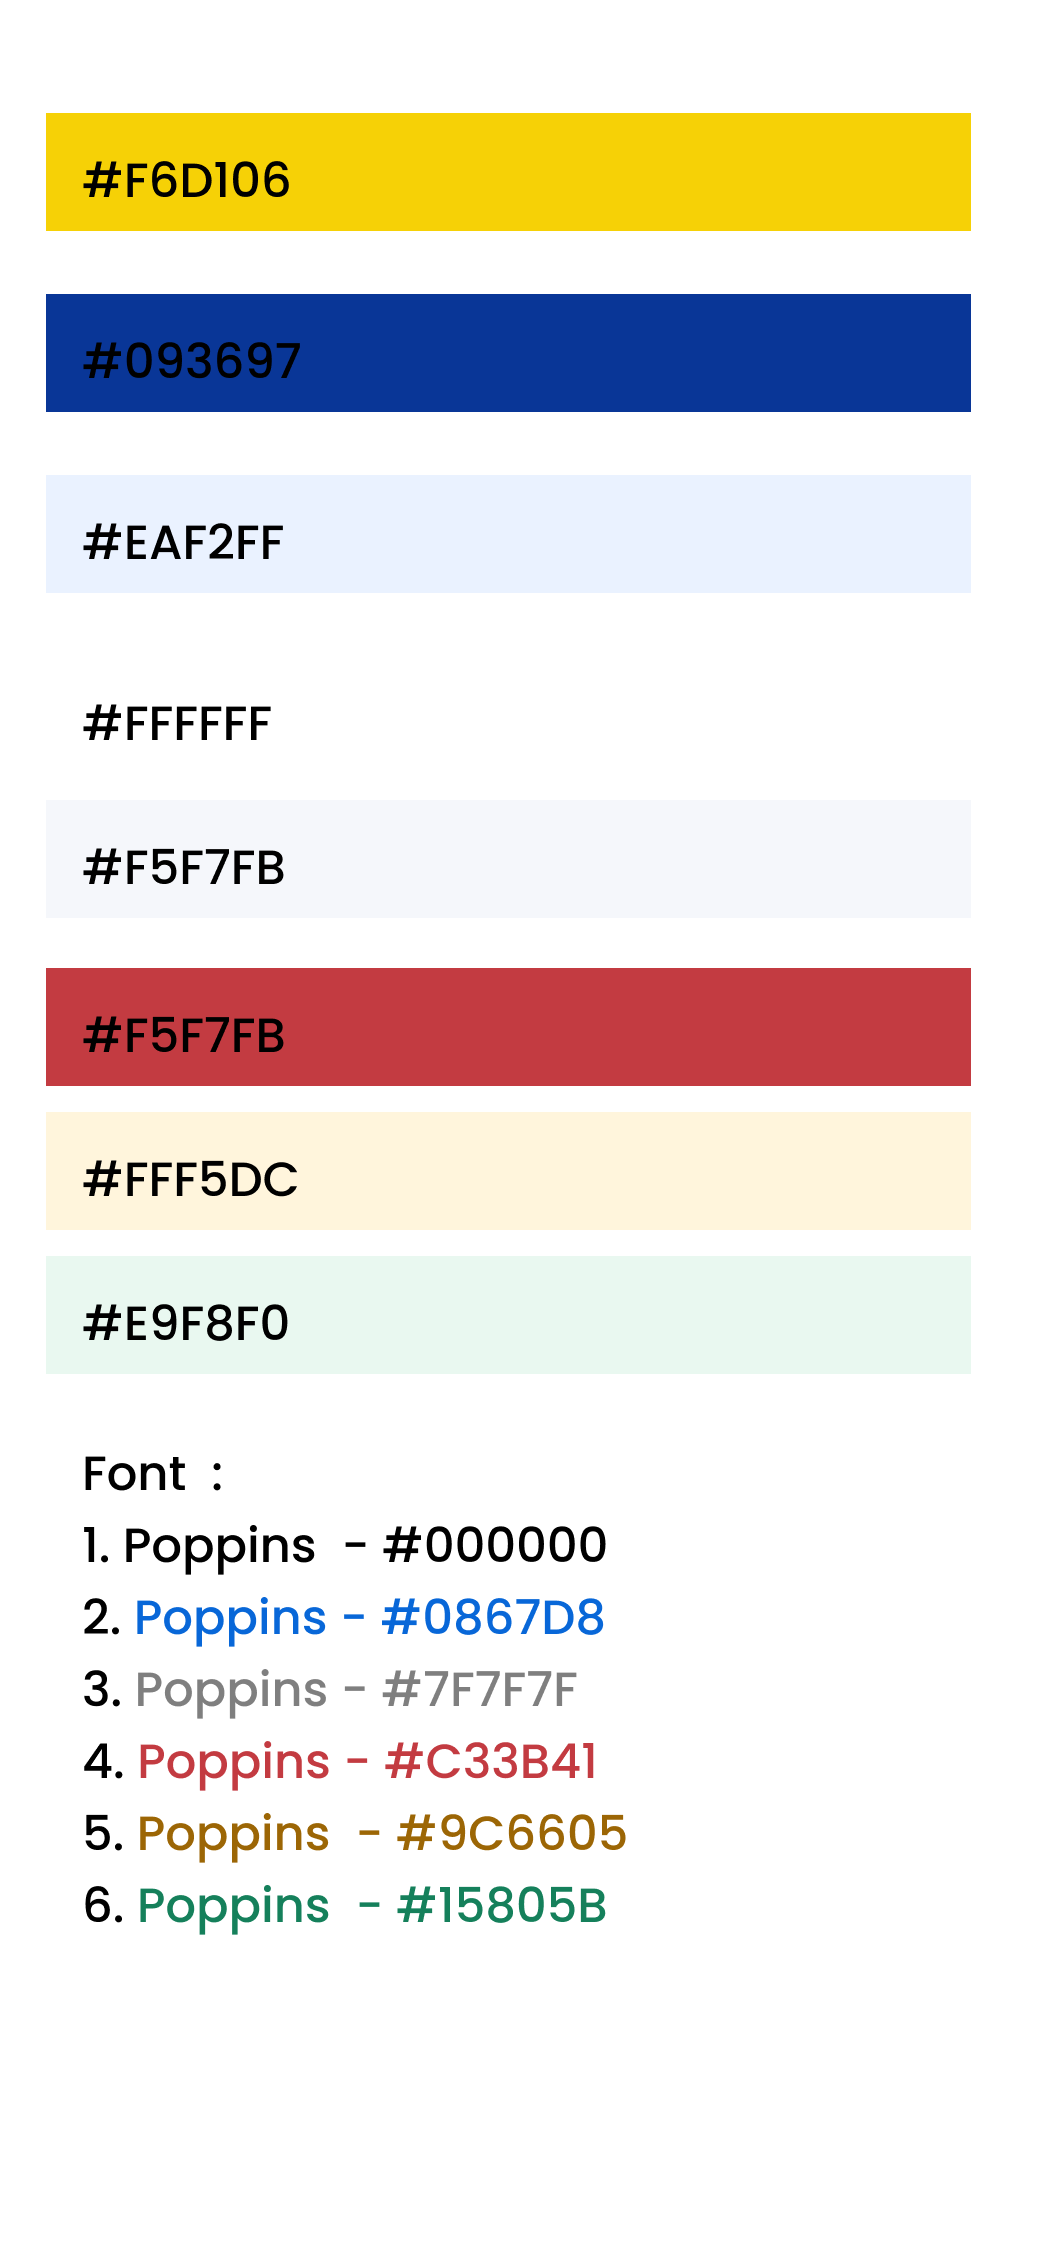 #F6D106
#093697
#EAF2FF
#FFFFFF
#F5F7FB
#F5F7FB
#FFF5DC
#E9F8F0
Font :
1. Poppins - #000000
2. Poppins - #0867D8
3. Poppins - #7F7F7F
4. Poppins - #C33B41
5. Poppins - #9C6605
6. Poppins - #15805B